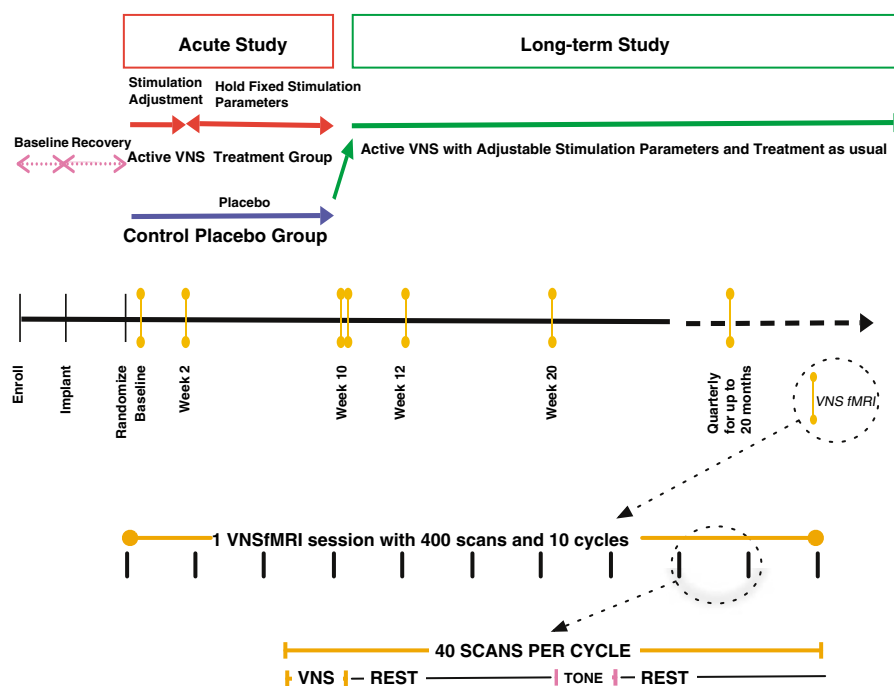 Acute Study
Long-term Study
Stimulation
Adjustment
Hold Fixed Stimulation
Parameters
Baseline Recovery
Active VNS Treatment Group
Active VNS with Adjustable Stimulation Parameters and Treatment as usual
Placebo
Control Placebo Group
Enroll
Implant
Randomize
Baseline
Week 2
Week 10
Week 12
Week 20
Quarterly
for up to
20 months
VNS fMRI
1 VNSfMRI session with 400 scans and 10 cycles
40 SCANS PER CYCLE
VNS
REST
TONE
REST